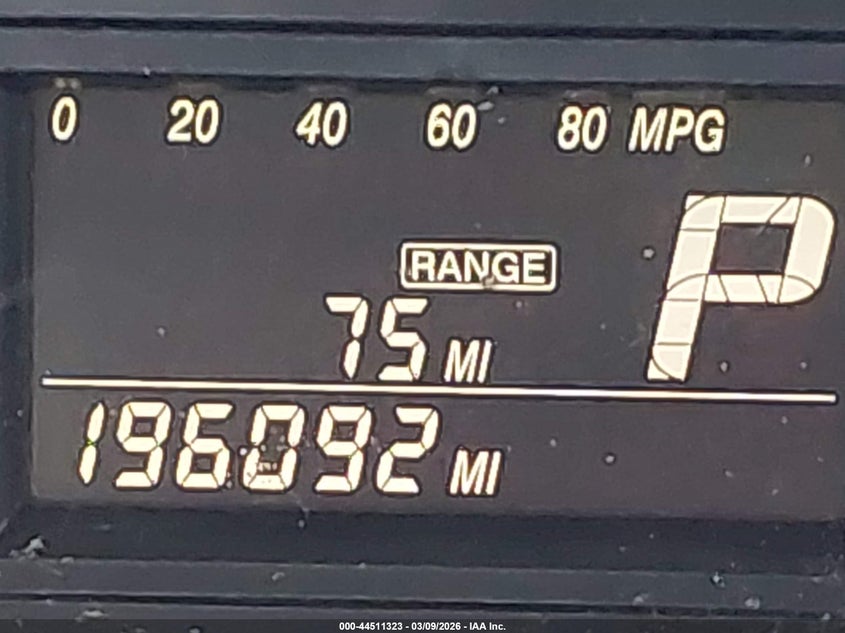 0 20 40 60 80 MPG
P
RANGE
75 MI
196092 MI
000-44511323 - 03/09/2026 - IAA Inc.